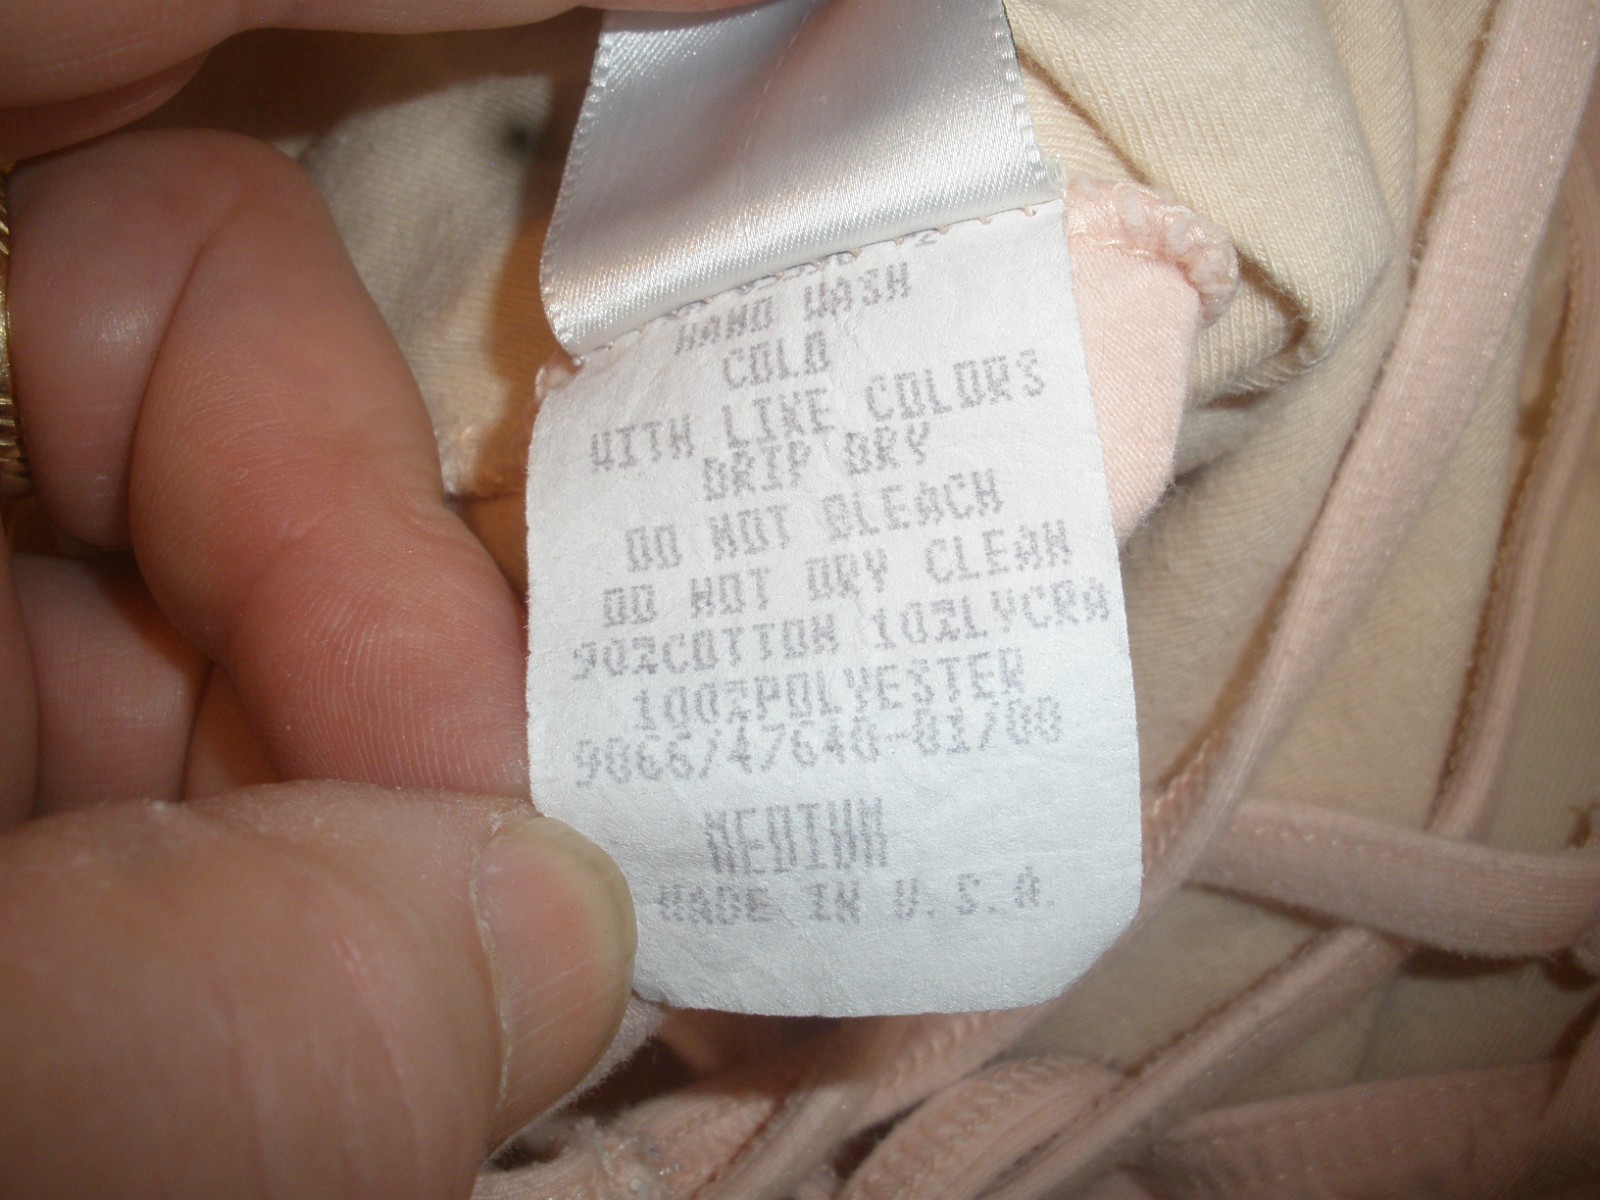 HAND WASH
COLD
WITH LIKE COLORS
DRIP DRY
DO NOT BLEACH
DO NOT DRY CLEAN
90%COTTON 10%LYCRA
100%POLYESTER
9066/47640-01/00
MEDIUM
MADE IN U.S.A.